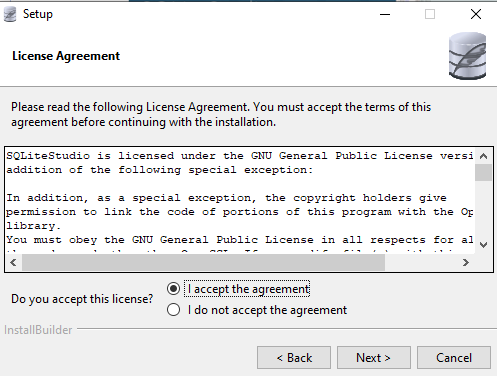 Setup
License Agreement
Please read the following License Agreement. You must accept the terms of this
agreement before continuing with the installation.
SQLiteStudio is licensed under the GNU General Public License versi
addition of the following special exception:
In addition, as a special exception, the copyright holders give
permission to link the code of portions of this program with the Op
library.
You must obey the GNU General Public License in all respects for al
Do you accept this license?
I accept the agreement
I do not accept the agreement
InstallBuilder
< Back
Next >
Cancel